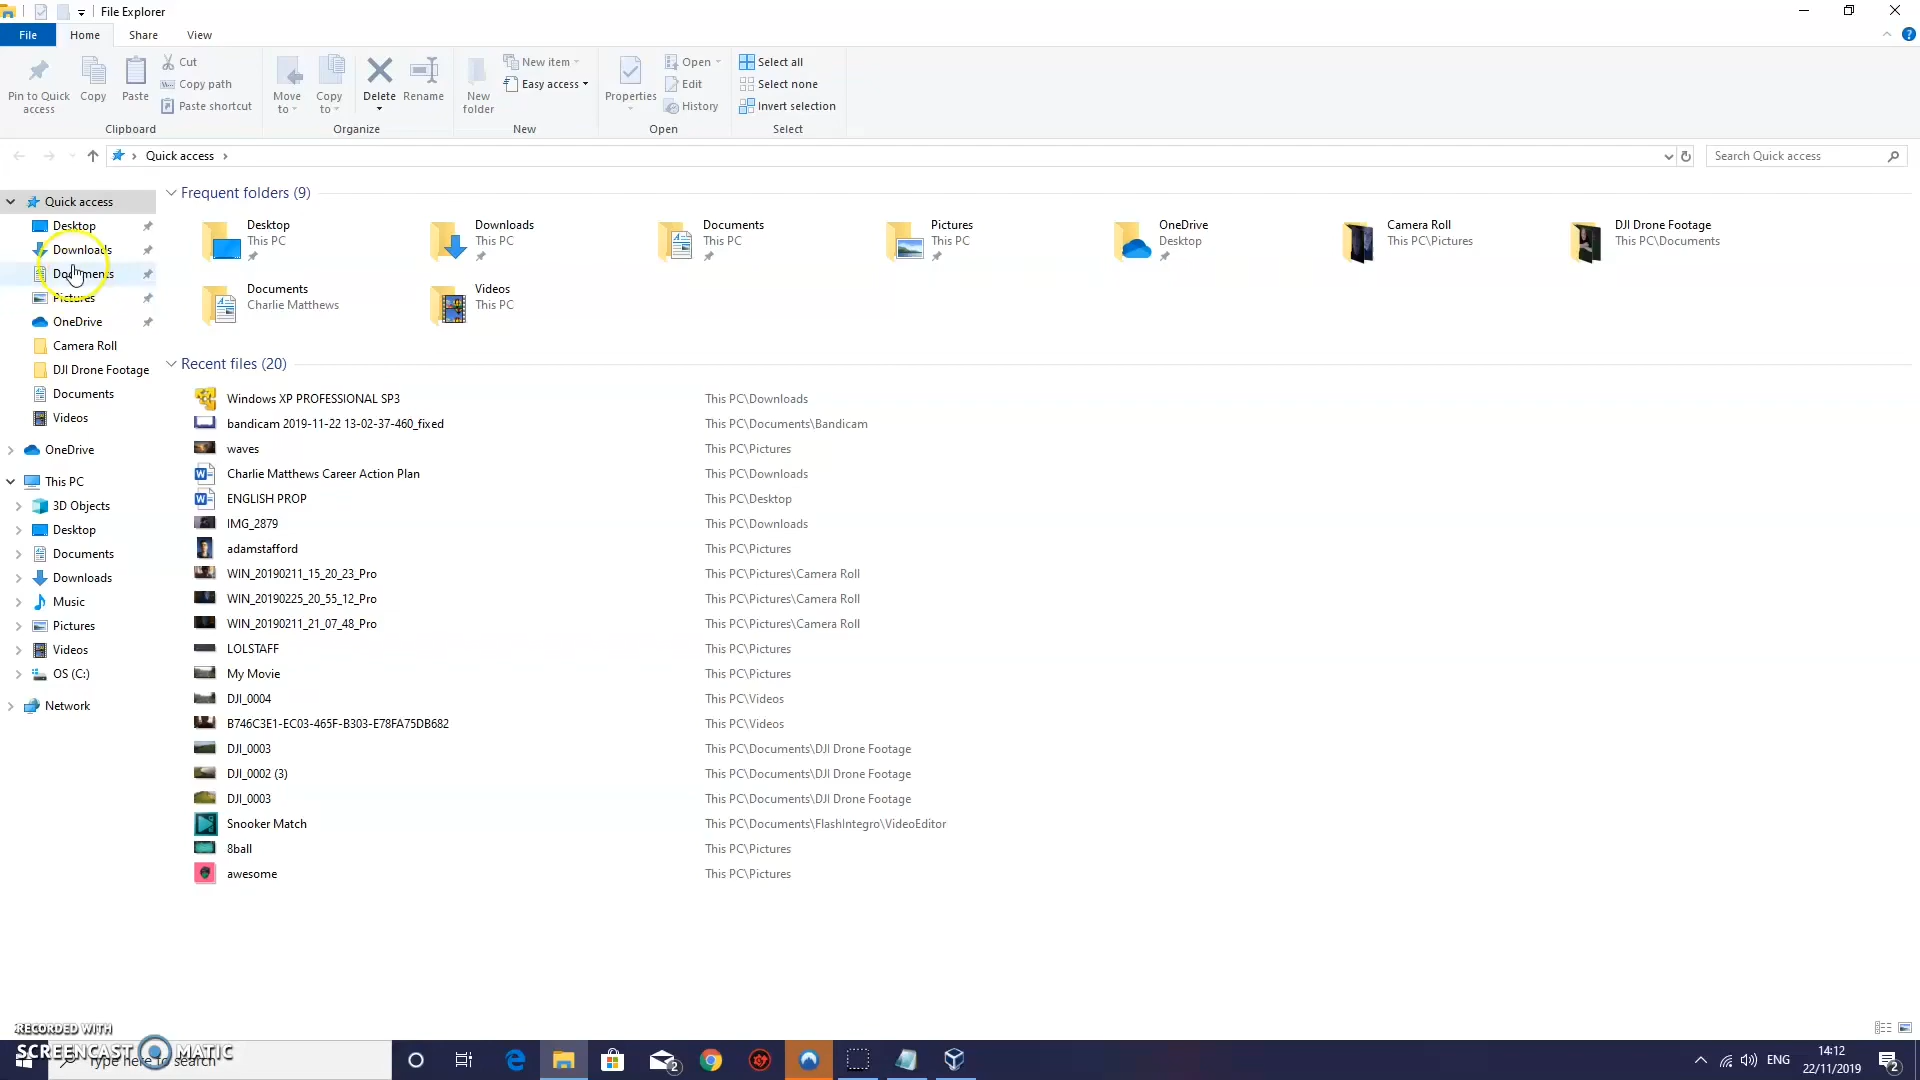 File Explorer
File Home Share View
Pin to Quick access
Copy
Paste
Cut
Copy path
Paste shortcut
Clipboard
Move to
Copy to
Delete
Rename
Organize
New folder
New item
Easy access
New
Properties
Open
Edit
History
Open
Select all
Select none
Invert selection
Select
Quick access
Search Quick access
Quick access
Desktop
Downloads
Documents
Pictures
OneDrive
Camera Roll
DJI Drone Footage
Documents
Videos
OneDrive
This PC
3D Objects
Desktop
Documents
Downloads
Music
Pictures
Videos
OS (C:)
Network
Frequent folders (9)
Desktop
This PC
Downloads
This PC
Documents
This PC
Pictures
This PC
OneDrive
Desktop
Camera Roll
This PC\Pictures
DJI Drone Footage
This PC\Documents
Documents
Charlie Matthews
Videos
This PC
Recent files (20)
Windows XP PROFESSIONAL SP3 This PC\Downloads
bandicam 2019-11-22 13-02-37-460_fixed This PC\Documents\Bandicam
waves This PC\Pictures
Charlie Matthews Career Action Plan This PC\Downloads
ENGLISH PROP This PC\Desktop
IMG_2879 This PC\Downloads
adamstafford This PC\Pictures
WIN_20190211_15_20_23_Pro This PC\Pictures\Camera Roll
WIN_20190225_20_55_12_Pro This PC\Pictures\Camera Roll
WIN_20190211_21_07_48_Pro This PC\Pictures\Camera Roll
LOLSTAFF This PC\Pictures
My Movie This PC\Pictures
DJI_0004 This PC\Videos
B746C3E1-EC03-465F-B303-E78FA75DB682 This PC\Videos
DJI_0003 This PC\Documents\DJI Drone Footage
DJI_0002 (3) This PC\Documents\DJI Drone Footage
DJI_0003 This PC\Documents\DJI Drone Footage
Snooker Match This PC\Documents\FlashIntegro\VideoEditor
8ball This PC\Pictures
awesome This PC\Pictures
RECORDED WITH
SCREENCAST MATIC
Type here to search
2
ENG
14:12
22/11/2019
2